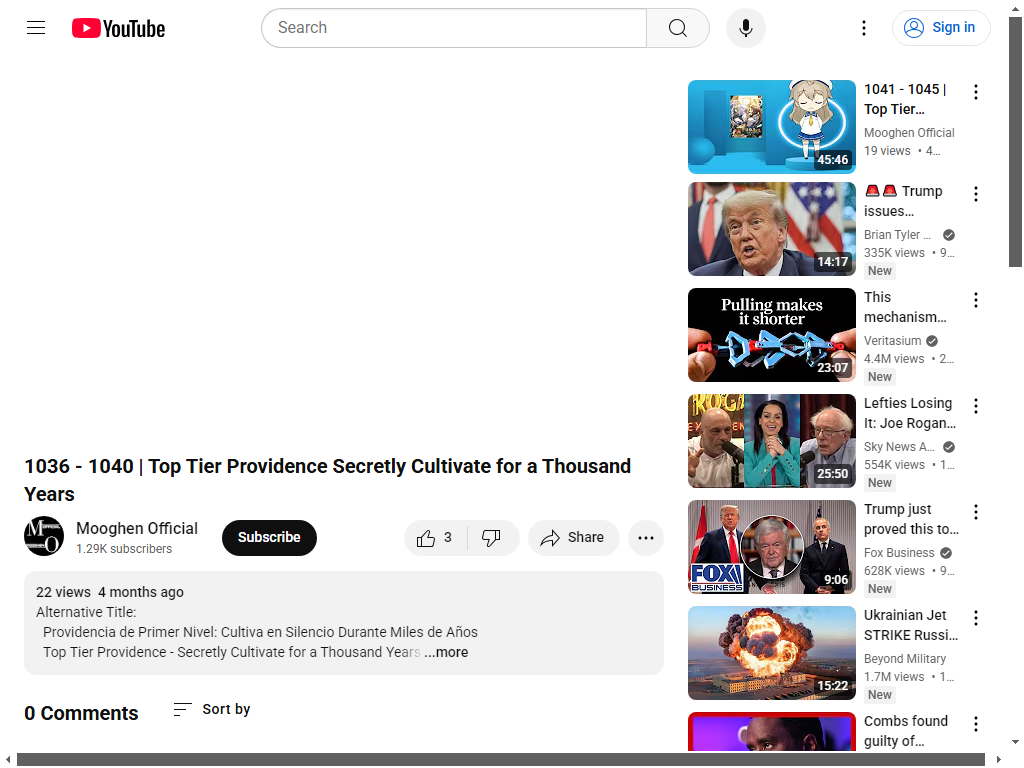 YouTube
Search
Sign in
1036 - 1040 | Top Tier Providence Secretly Cultivate for a Thousand
Years
Mooghen Official
1.29K subscribers
Subscribe
3
Share
22 views 4 months ago
Alternative Title:
Providencia de Primer Nivel: Cultiva en Silencio Durante Miles de Años
Top Tier Providence - Secretly Cultivate for a Thousand Years ...more
0 Comments
Sort by
45:46
1041 - 1045 |
Top Tier...
Mooghen Official
19 views • 4...
14:17
🚨🚨 Trump
issues...
Brian Tyler ...
335K views • 9...
New
Pulling makes
it shorter
23:07
This
mechanism...
Veritasium
4.4M views • 2...
New
25:50
Lefties Losing
It: Joe Rogan...
Sky News A...
554K views • 1...
New
FOX
BUSINESS
9:06
Trump just
proved this to...
Fox Business
628K views • 9...
New
15:22
Ukrainian Jet
STRIKE Russi...
Beyond Military
1.7M views • 1...
New
Combs found
guilty of...